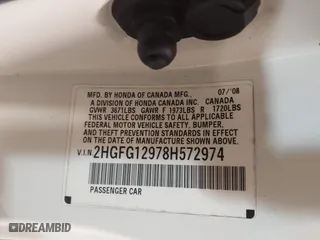 MFD. BY HONDA OF CANADA MFG. 07/'08
A DIVISION OF HONDA CANADA INC. CANADA
GVWR 3671LBS GAWR F 1973LBS R 1720LBS
THIS VEHICLE CONFORMS TO ALL APPLICABLE
FEDERAL MOTOR VEHICLE SAFETY, BUMPER,
AND THEFT PREVENTION STANDARDS IN EFFECT
ON THE DATE OF MANUFACTURE SHOWN ABOVE.
V.I.N. 2HGFG12978H572974
PASSENGER CAR
DREAMBID